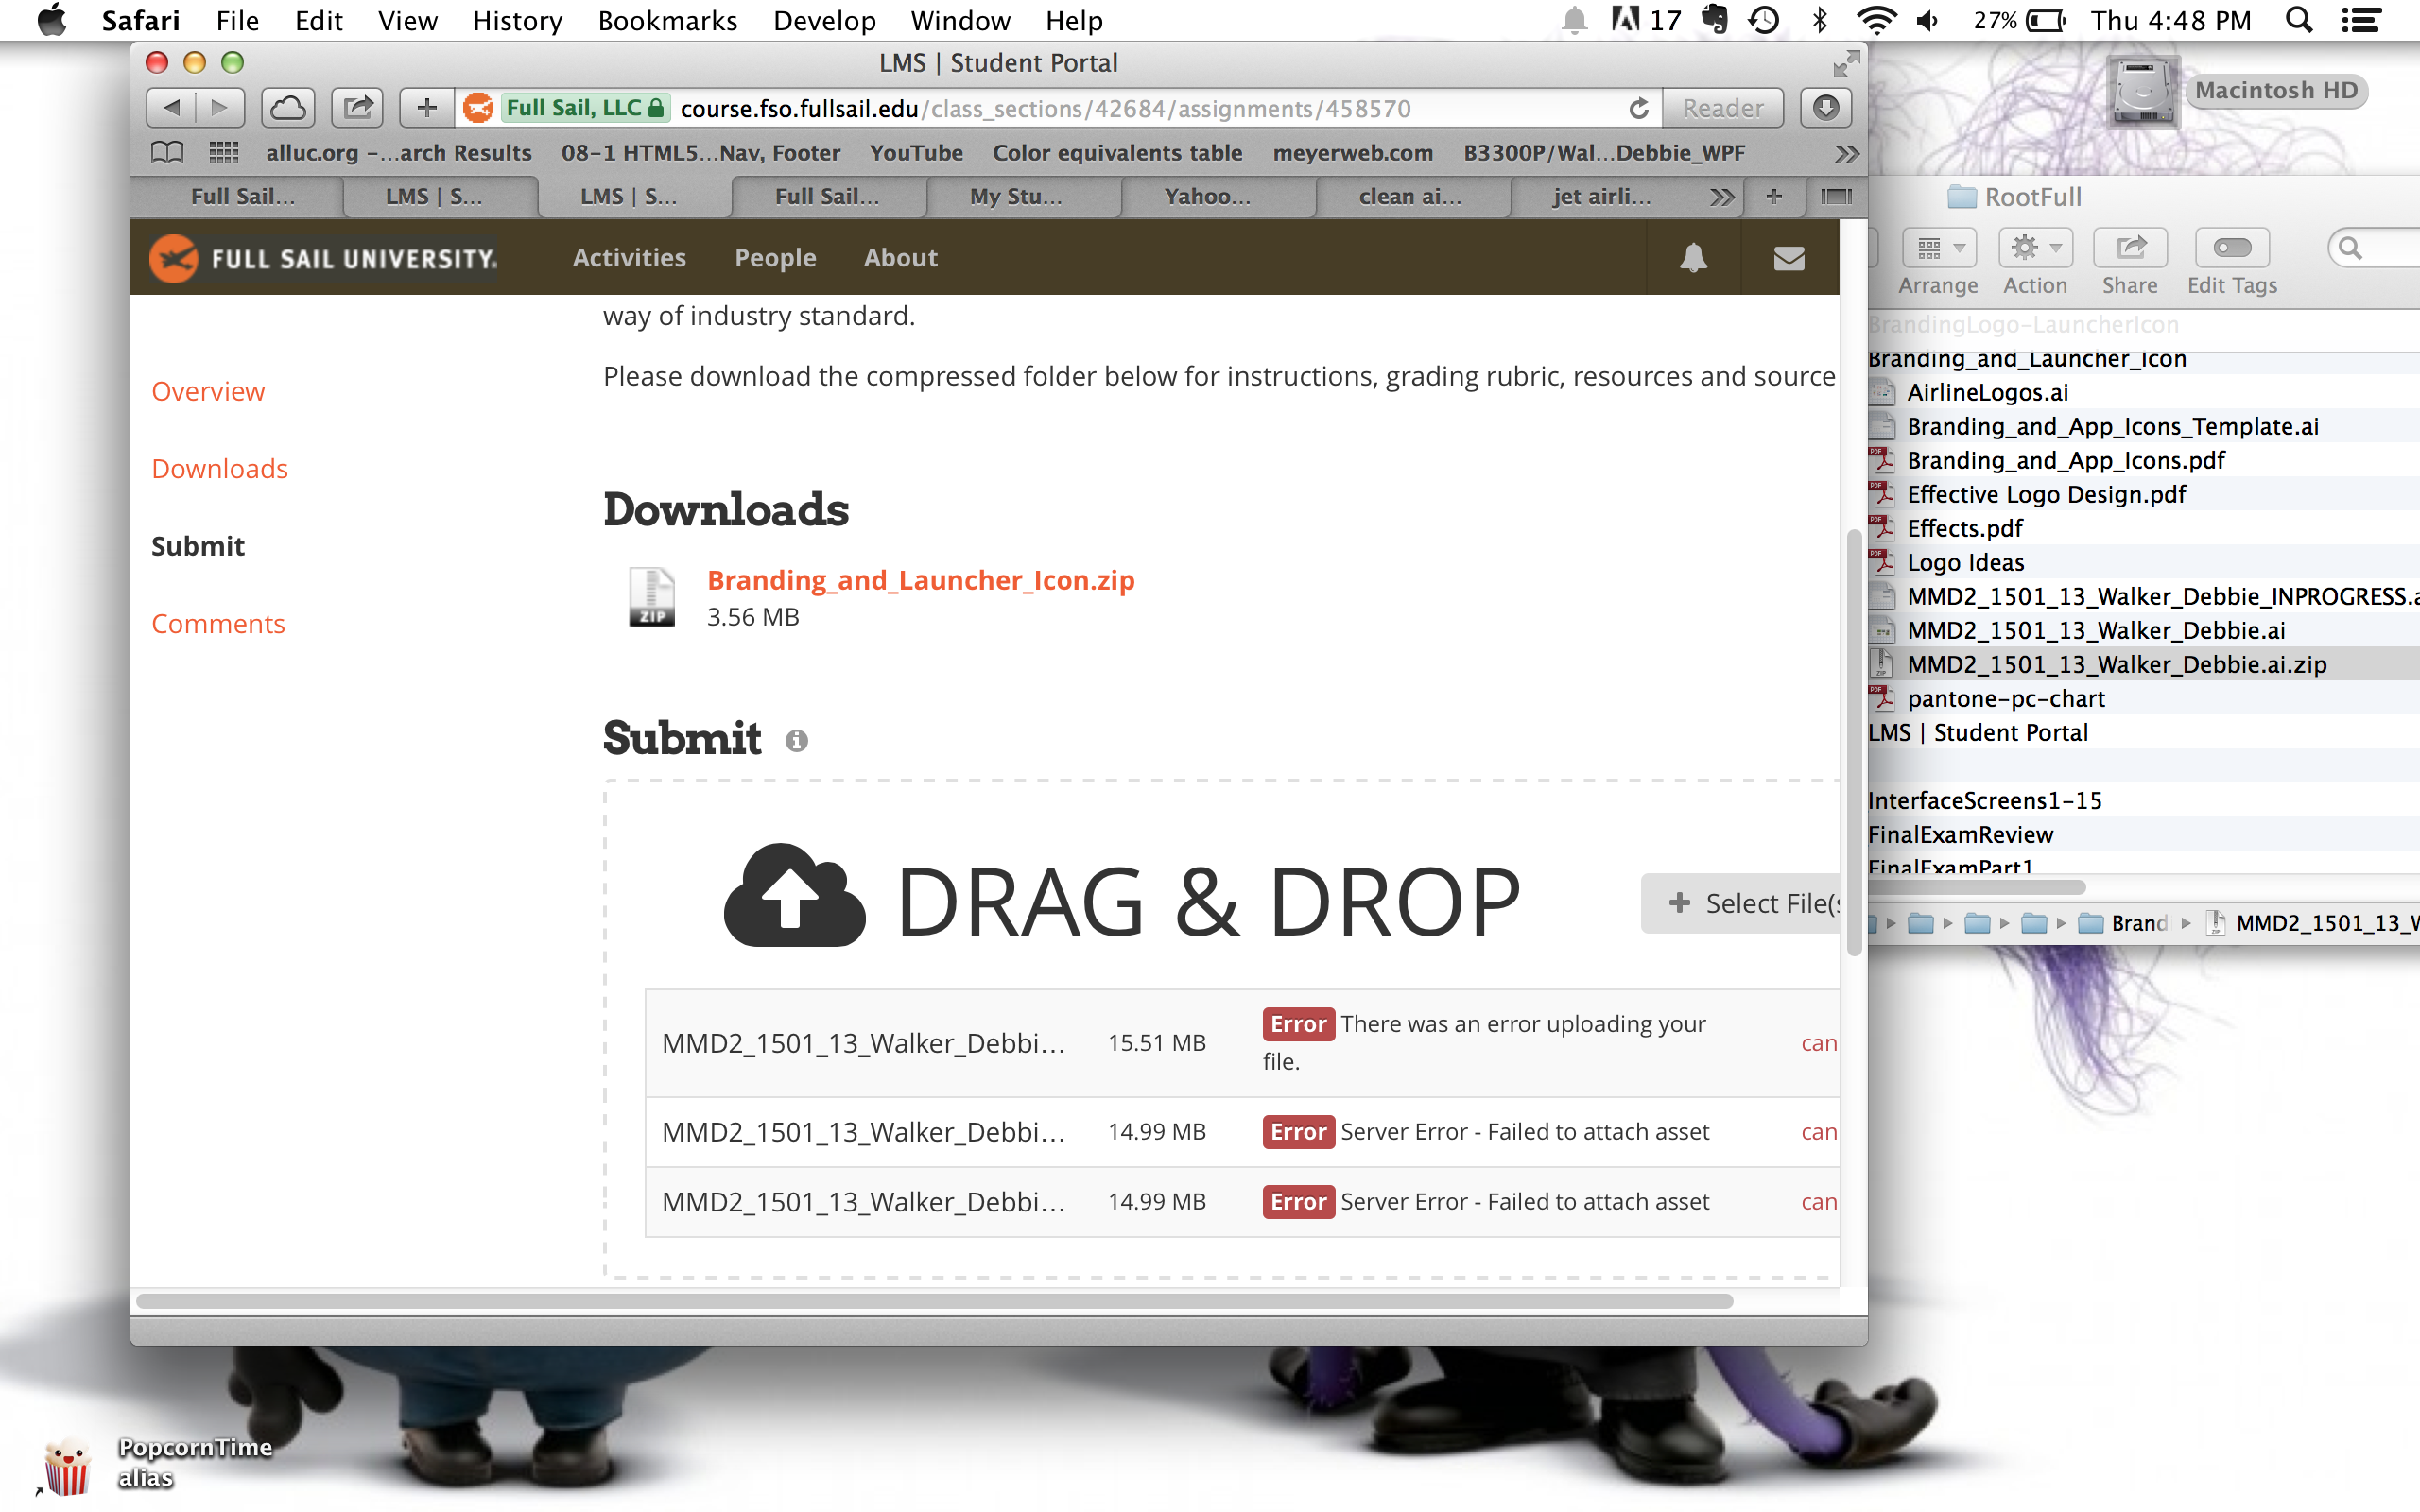 Safari File Edit View History Bookmarks Develop Window Help 17 27% Thu 4:48 PM
LMS | Student Portal
Full Sail, LLC course.fso.fullsail.edu/class_sections/42684/assignments/458570 Reader
alluc.org -...arch Results 08-1 HTML5...Nav, Footer YouTube Color equivalents table meyerweb.com B3300P/Wal...Debbie_WPF
Full Sail... LMS | S... LMS | S... Full Sail... My Stu... Yahoo... clean ai... jet airli...
FULL SAIL UNIVERSITY. Activities People About
way of industry standard.
Please download the compressed folder below for instructions, grading rubric, resources and source
Overview
Downloads
Submit
Comments
Downloads
Branding_and_Launcher_Icon.zip
ZIP
3.56 MB
Submit
DRAG & DROP
+ Select File(s
MMD2_1501_13_Walker_Debbi... 15.51 MB Error There was an error uploading your
file.
can
MMD2_1501_13_Walker_Debbi... 14.99 MB Error Server Error - Failed to attach asset can
MMD2_1501_13_Walker_Debbi... 14.99 MB Error Server Error - Failed to attach asset can
Macintosh HD
RootFull
Arrange Action Share Edit Tags
BrandingLogo-LauncherIcon
Branding_and_Launcher_Icon
AirlineLogos.ai
Branding_and_App_Icons_Template.ai
Branding_and_App_Icons.pdf
Effective Logo Design.pdf
Effects.pdf
Logo Ideas
MMD2_1501_13_Walker_Debbie_INPROGRESS.a
MMD2_1501_13_Walker_Debbie.ai
MMD2_1501_13_Walker_Debbie.ai.zip
pantone-pc-chart
LMS | Student Portal
InterfaceScreens1-15
FinalExamReview
FinalExamPart1
Brand MMD2_1501_13_W
PopcornTime
alias